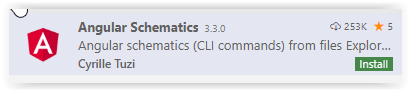 Angular Schematics 3.3.0 253K 5
Angular schematics (CLI commands) from files Explor...
Cyrille Tuzi Install